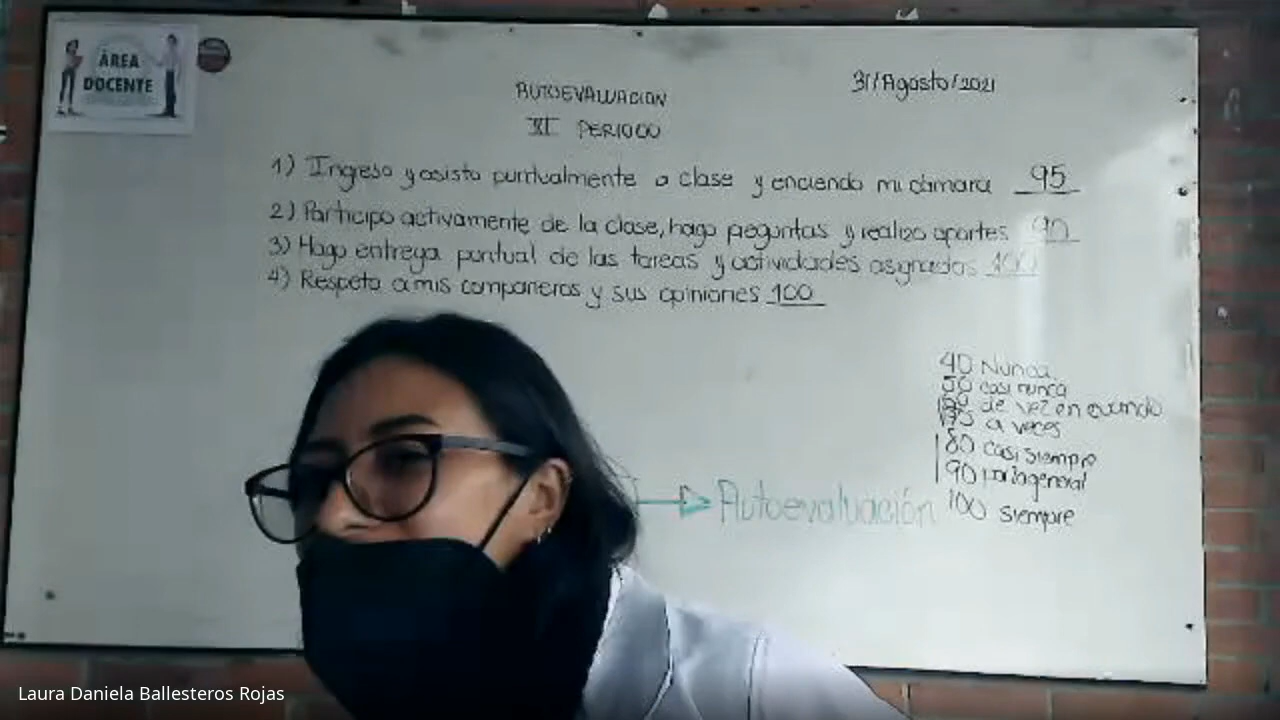 ÁREA
DOCENTE
AUTOEVALUACION
31/Agosto/2021
III PERIODO
1) Ingreso y asisto puntualmente a clase y enciendo mi cámara 95
2) Participo activamente de la clase, hago peguntas y realizo aportes 90
3) Hago entrega puntual de las tareas y actividades asignadas 100
4) Respeto a mis compañeros y sus opiniones 100
40 Nunca
50 casi nunca
de vez en cuando
a veces
80 casi siempre
90 general
100 siempre
Autoevaluación
Laura Daniela Ballesteros Rojas